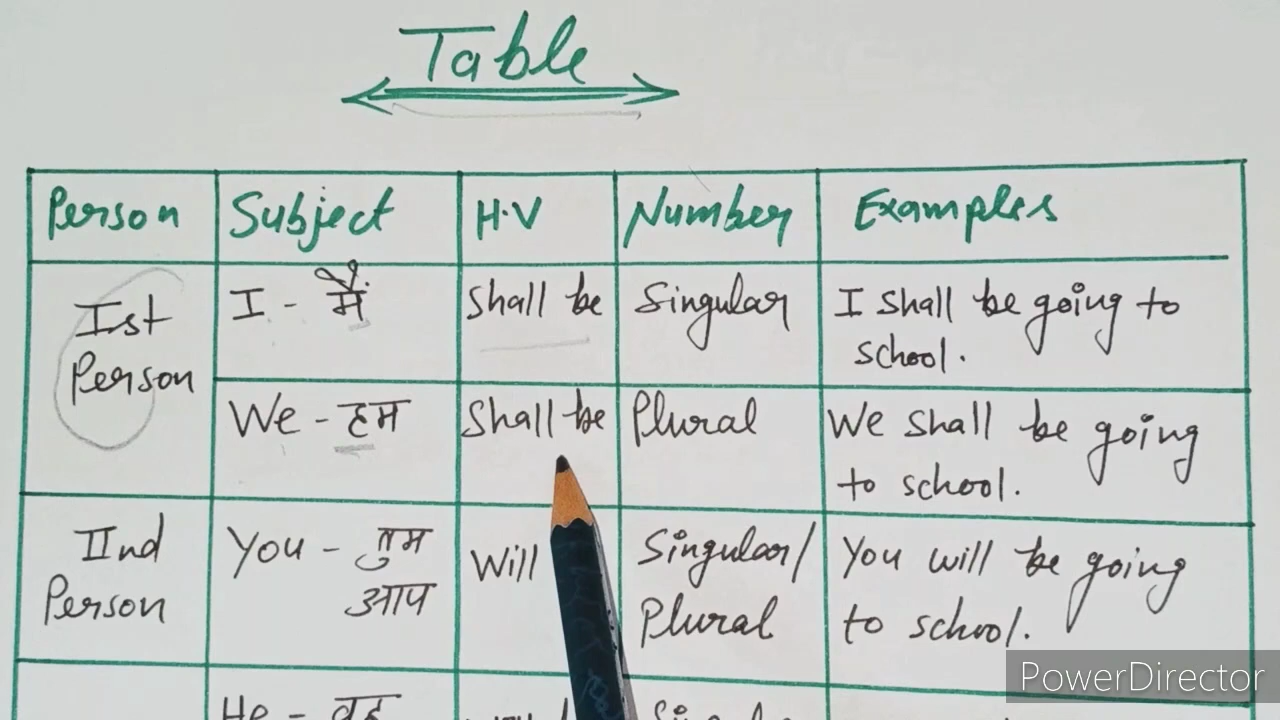 Table
Person Subject H.V Number Examples
Ist
Person
I - मैं
Shall be
Singular
I shall be going to
school.
We - हम
Shall be
Plural
We shall be going
to school.
IInd
Person
You - तुम
आप
Will
Singular/
Plural
You will be going
to school.
He - वह
PowerDirector